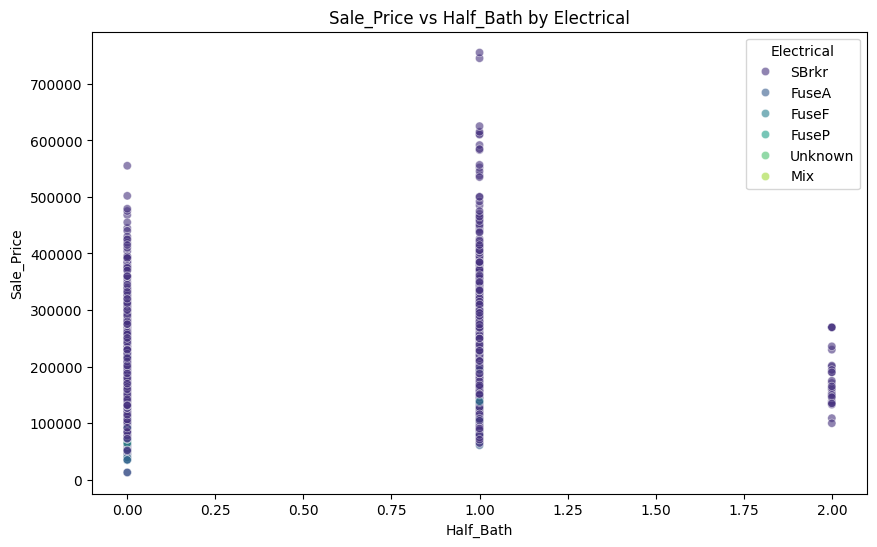 Sale_Price vs Half_Bath by Electrical
Electrical
SBrkr
FuseA
FuseF
FuseP
Unknown
Mix
Sale_Price
700000
600000
500000
400000
300000
200000
100000
0
0.00 0.25 0.50 0.75 1.00 1.25 1.50 1.75 2.00
Half_Bath